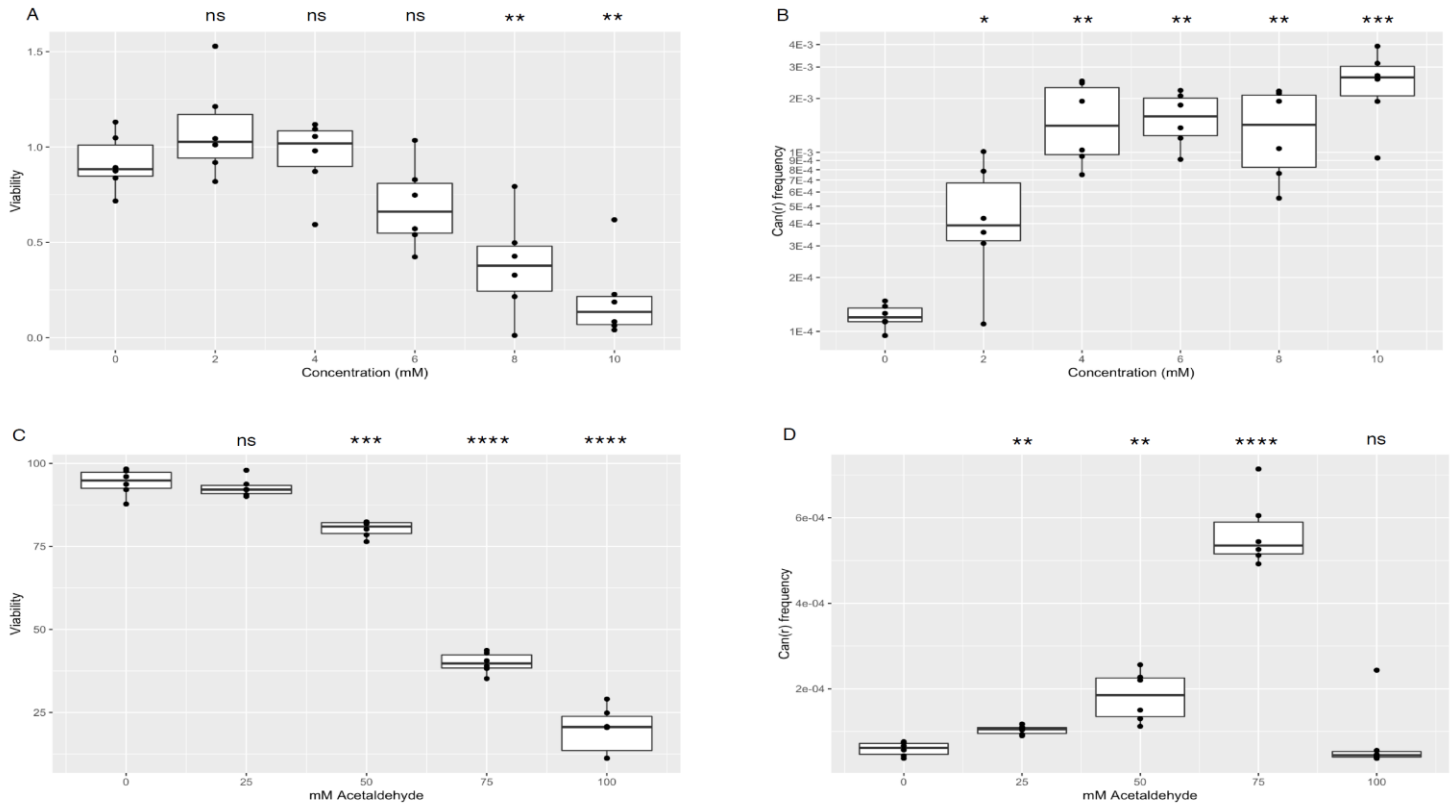 A
ns ns ns ** **
1.5
1.0
0.5
0.0
Viability
0 2 4 6 8 10
Concentration (mM)
B
* ** ** ** ***
4E-3
3E-3
2E-3
1E-3
9E-4
7E-4
5E-4
4E-4
3E-4
2E-4
1E-4
Can(r) frequency
0 2 4 6 8 10
Concentration (mM)
C
ns *** **** ****
100
75
50
25
Viability
0 25 50 75 100
mM Acetaldehyde
D
** ** **** ns
6e-04
4e-04
2e-04
Can(r) frequency
0 25 50 75 100
mM Acetaldehyde